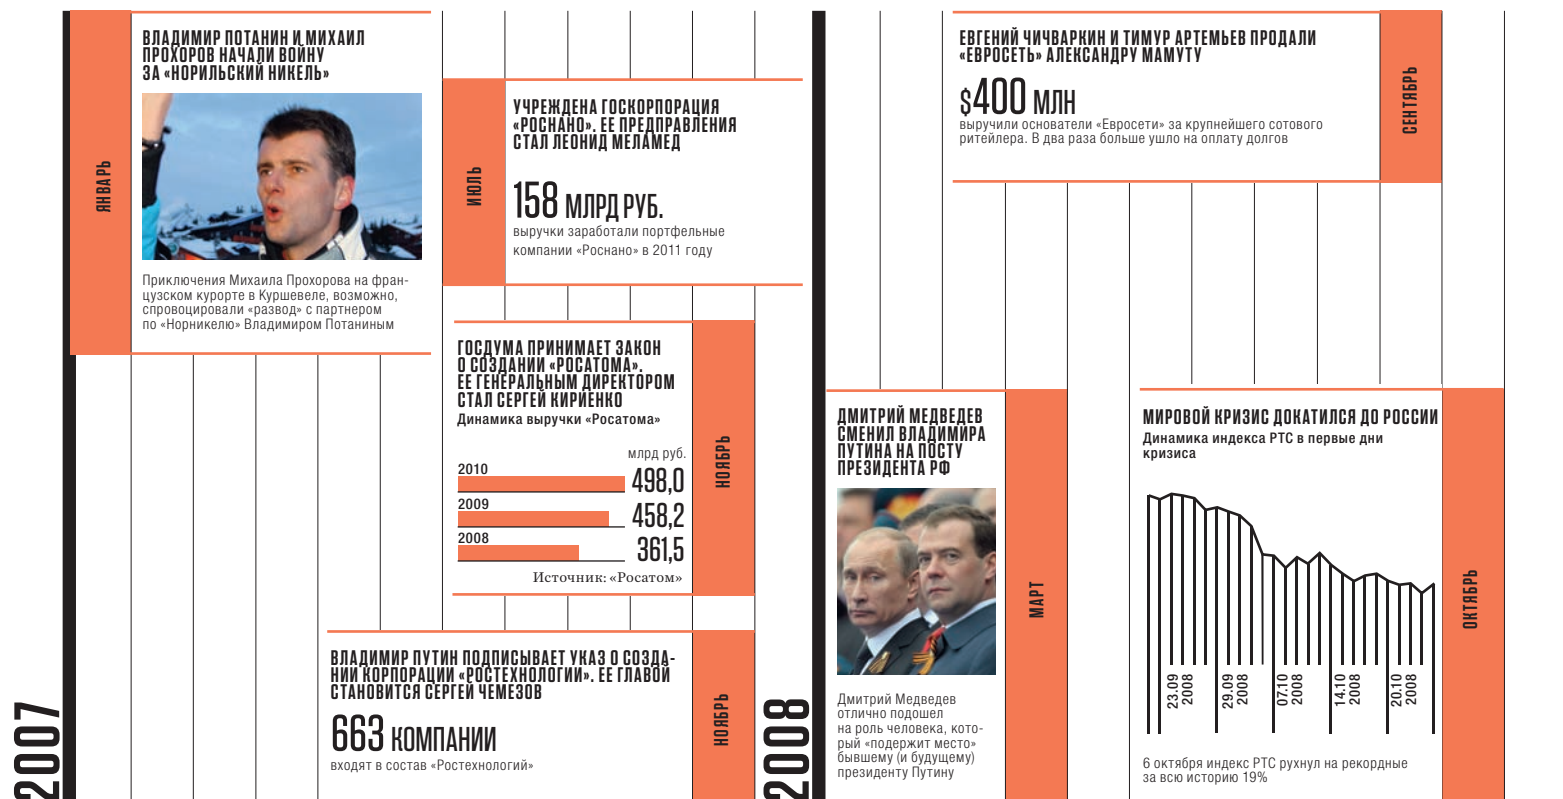 2007
ЯНВАРЬ
ВЛАДИМИР ПОТАНИН И МИХАИЛ
ПРОХОРОВ НАЧАЛИ ВОЙНУ
ЗА «НОРИЛЬСКИЙ НИКЕЛЬ»
Приключения Михаила Прохорова на фран-
цузском курорте в Куршевеле, возможно,
спровоцировали «развод» с партнером
по «Норникелю» Владимиром Потаниным
ИЮЛЬ
УЧРЕЖДЕНА ГОСКОРПОРАЦИЯ
«РОСНАНО». ЕЕ ПРЕДПРАВЛЕНИЯ
СТАЛ ЛЕОНИД МЕЛАМЕД
158 МЛРД РУБ.
выручки заработали портфельные
компании «Роснано» в 2011 году
ГОСДУМА ПРИНИМАЕТ ЗАКОН
О СОЗДАНИИ «РОСАТОМА».
ЕЕ ГЕНЕРАЛЬНЫМ ДИРЕКТОРОМ
СТАЛ СЕРГЕЙ КИРИЕНКО
Динамика выручки «Росатома»
млрд руб.
2010
498,0
2009
458,2
2008
361,5
Источник: «Росатом»
НОЯБРЬ
ВЛАДИМИР ПУТИН ПОДПИСЫВАЕТ УКАЗ О СОЗДА-
НИИ КОРПОРАЦИИ «РОСТЕХНОЛОГИИ». ЕЕ ГЛАВОЙ
СТАНОВИТСЯ СЕРГЕЙ ЧЕМЕЗОВ
663 КОМПАНИИ
входят в состав «Ростехнологий»
НОЯБРЬ
2008
ДМИТРИЙ МЕДВЕДЕВ
СМЕНИЛ ВЛАДИМИРА
ПУТИНА НА ПОСТУ
ПРЕЗИДЕНТА РФ
Дмитрий Медведев
отлично подошел
на роль человека, кото-
рый «подержит место»
бывшему (и будущему)
президенту Путину
МАРТ
ЕВГЕНИЙ ЧИЧВАРКИН И ТИМУР АРТЕМЬЕВ ПРОДАЛИ
«ЕВРОСЕТЬ» АЛЕКСАНДРУ МАМУТУ
$400 МЛН
выручили основатели «Евросети» за крупнейшего сотового
ритейлера. В два раза больше ушло на оплату долгов
СЕНТЯБРЬ
МИРОВОЙ КРИЗИС ДОКАТИЛСЯ ДО РОССИИ
Динамика индекса РТС в первые дни
кризиса
23.09
2008
29.09
2008
07.10
2008
14.10
2008
20.10
2008
6 октября индекс РТС рухнул на рекордные
за всю историю 19%
ОКТЯБРЬ